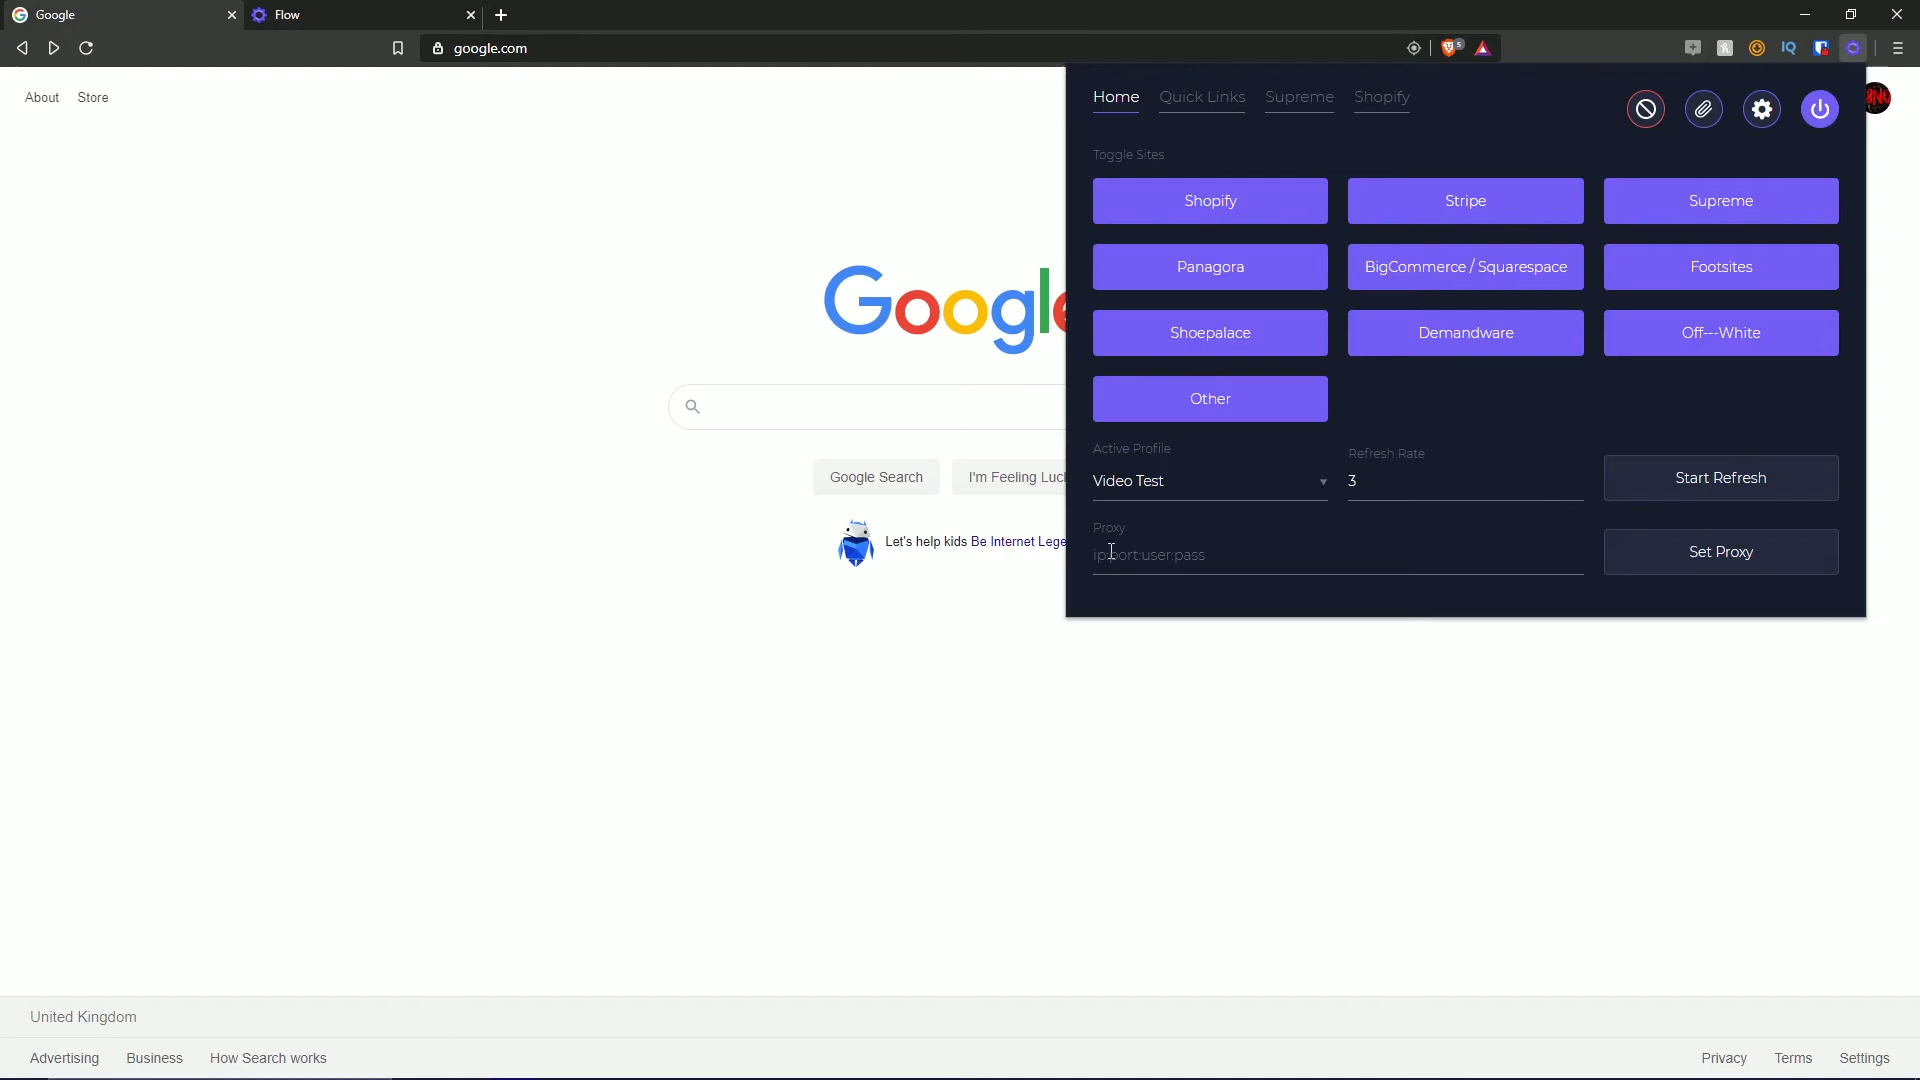 Google
Flow
google.com
5
IQ
About
Store
Home
Quick Links
Supreme
Shopify
Toggle Sites
Shopify
Stripe
Supreme
Panagora
BigCommerce / Squarespace
Footsites
Shoepalace
Demandware
Off---White
Other
Active Profile
Video Test
Refresh Rate
3
Start Refresh
Proxy
ip:port:user:pass
Set Proxy
Google
Google Search
I'm Feeling Luc
Let's help kids Be Internet Lege
United Kingdom
Advertising
Business
How Search works
Privacy
Terms
Settings